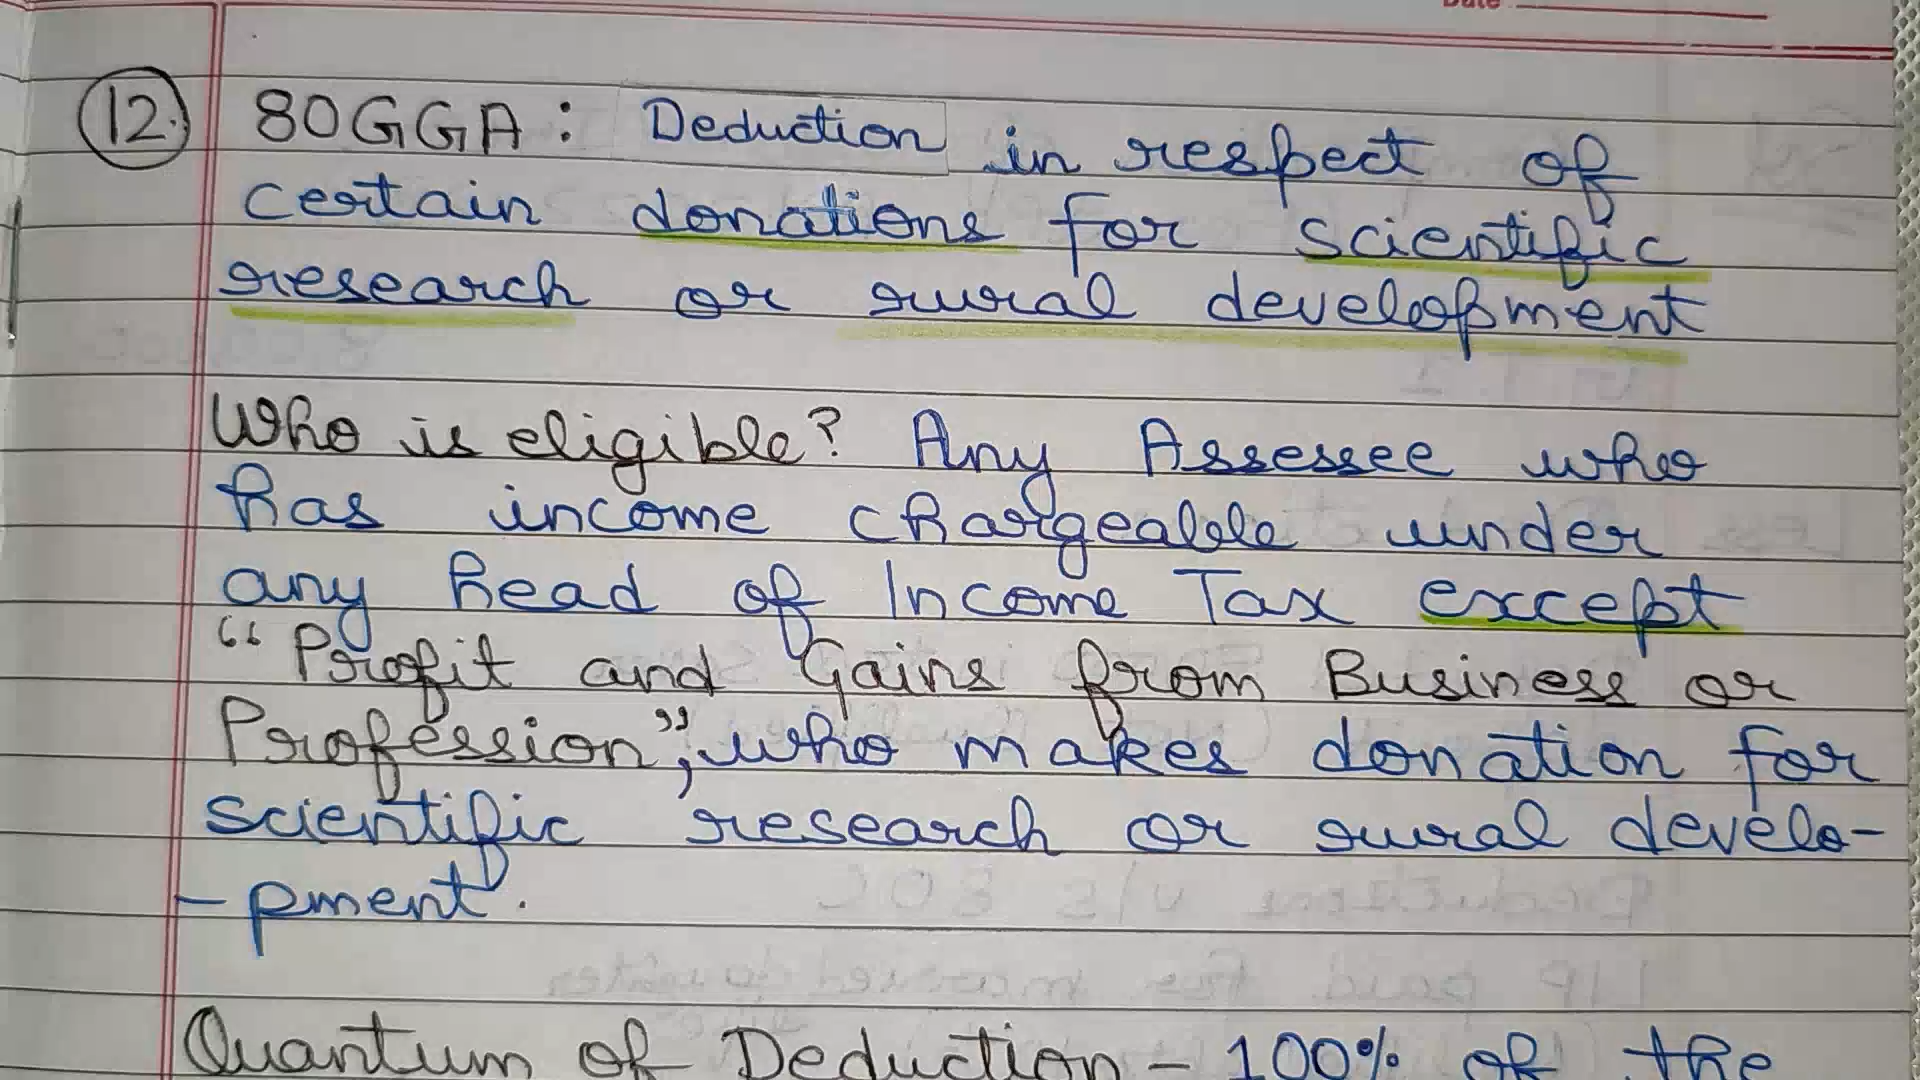 Date
12. 80GGA: Deduction in respect of
certain donations for scientific
research or rural development
Who is eligible? Any Assessee who
has income chargeable under
any head of Income Tax except
"Profit and Gains from Business or
Profession", who makes donation for
scientific research or rural develo-
-pment.
Quantum of Deduction - 100% of the